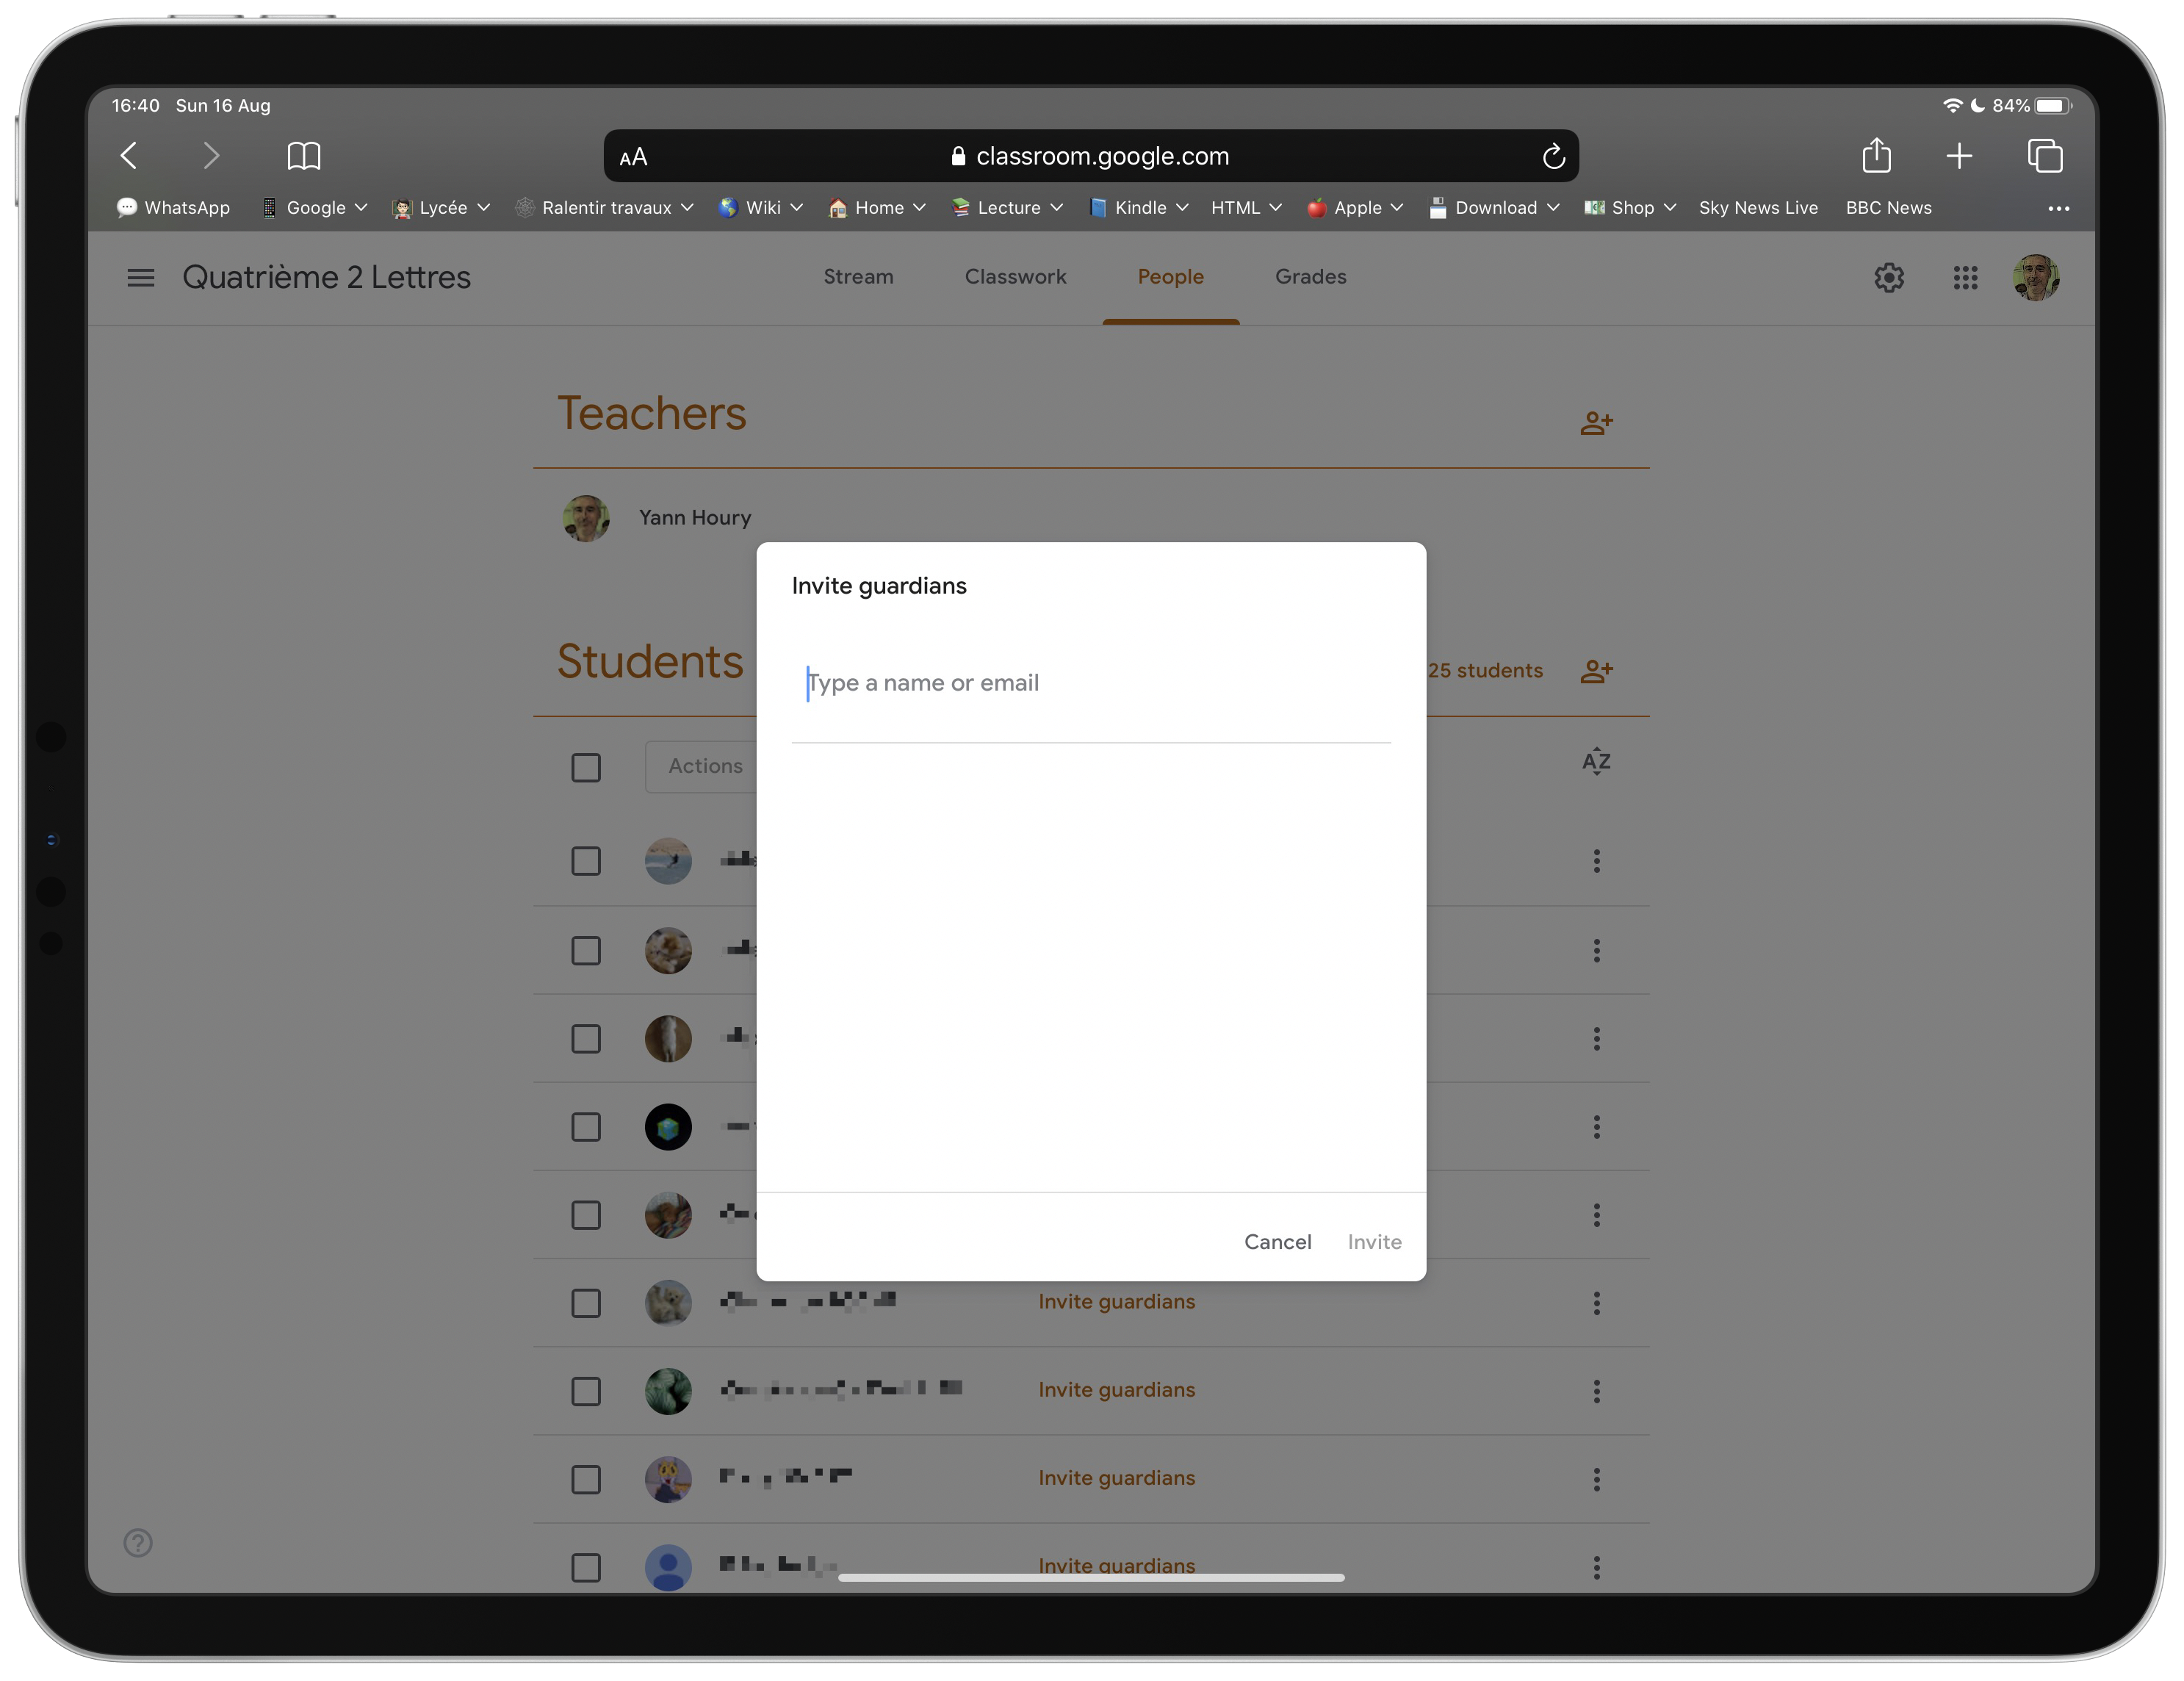 16:40 Sun 16 Aug
84%
AA classroom.google.com
WhatsApp Google Lycée Ralentir travaux Wiki Home Lecture Kindle HTML Apple Download Shop Sky News Live BBC News
Quatrième 2 Lettres Stream Classwork People Grades
Teachers
Yann Houry
Invite guardians
Students
25 students
Type a name or email
Actions
AZ
Cancel Invite
Invite guardians
Invite guardians
Invite guardians
Invite guardians